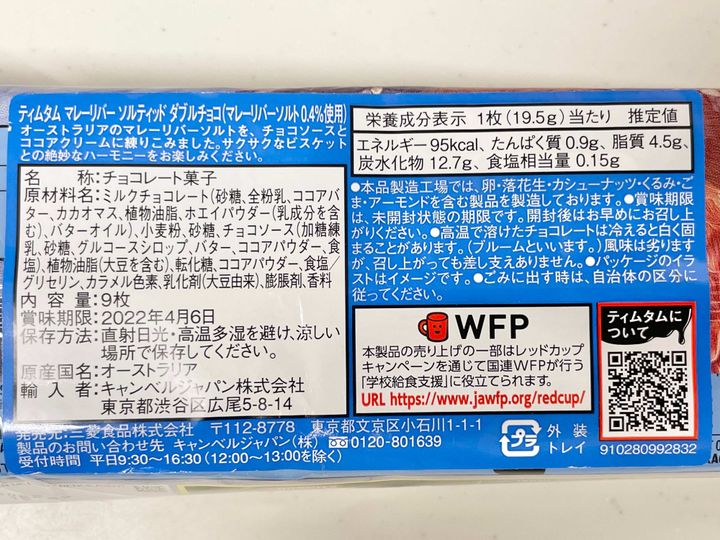 ティムタム マレーリバー ソルティッド ダブルチョコ(マレーリバーソルト0.4%使用)
オーストラリアのマレーリバーソルトを、チョコソースと
ココアクリームに練りこみました。サクサクなビスケット
との絶妙なハーモニーをお楽しみください。
名　　称:チョコレート菓子
原材料名:ミルクチョコレート(砂糖、全粉乳、ココアバ
ター、カカオマス、植物油脂、ホエイパウダー(乳成分を含
む)、バターオイル)、小麦粉、砂糖、チョコソース(加糖練
乳、砂糖、グルコースシロップ、バター、ココアパウダー、食
塩)、植物油脂(大豆を含む)、転化糖、ココアパウダー、食塩/
グリセリン、カラメル色素、乳化剤(大豆由来)、膨脹剤、香料
内 容 量:9枚
賞味期限:2022年4月6日
保存方法:直射日光・高温多湿を避け、涼しい
場所で保存してください。
原産国名:オーストラリア
輸 入 者:キャンベルジャパン株式会社
東京都渋谷区広尾5-8-14
発売元:三菱食品株式会社　〒112-8778　東京都文京区小石川1-1-1
製品のお問い合わせ先 キャンベルジャパン(株) 0120-801639
受付時間 平日9:30〜16:30(12:00〜13:00を除く)
栄養成分表示 1枚(19.5g)当たり 推定値
エネルギー 95kcal、たんぱく質 0.9g、脂質 4.5g、
炭水化物 12.7g、食塩相当量 0.15g
●本品製造工場では、卵・落花生・カシューナッツ・くるみ・ご
ま・アーモンドを含む製品を製造しております。●賞味期限
は、未開封状態の期限です。開封後はお早めにお召し上
がりください。●高温で溶けたチョコレートは冷えると白く固
まることがあります。(ブルームといいます。)風味は劣ります
が、召し上がっても差し支えありません。●パッケージのイラ
ストはイメージです。●ごみに出す時は、自治体の区分に
従ってください。
WFP
本製品の売り上げの一部はレッドカップ
キャンペーンを通じて国連WFPが行う
「学校給食支援」に役立てられます。
URL https://www.jawfp.org/redcup/
ティムタムに
ついて
プラ
外 装
トレイ
910280992832